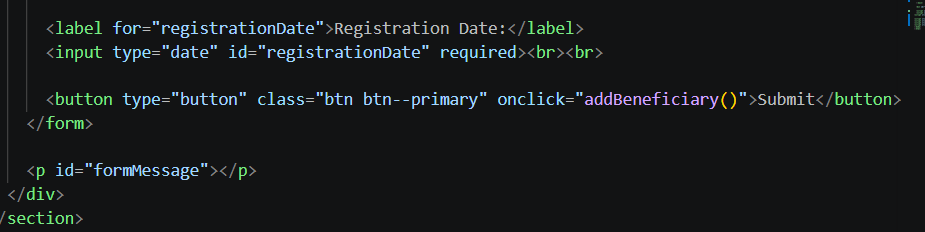 <label for="registrationDate">Registration Date:</label>
<input type="date" id="registrationDate" required><br><br>
<button type="button" class="btn btn--primary" onclick="addBeneficiary()">Submit</button>
</form>
<p id="formMessage"></p>
</div>
/section>